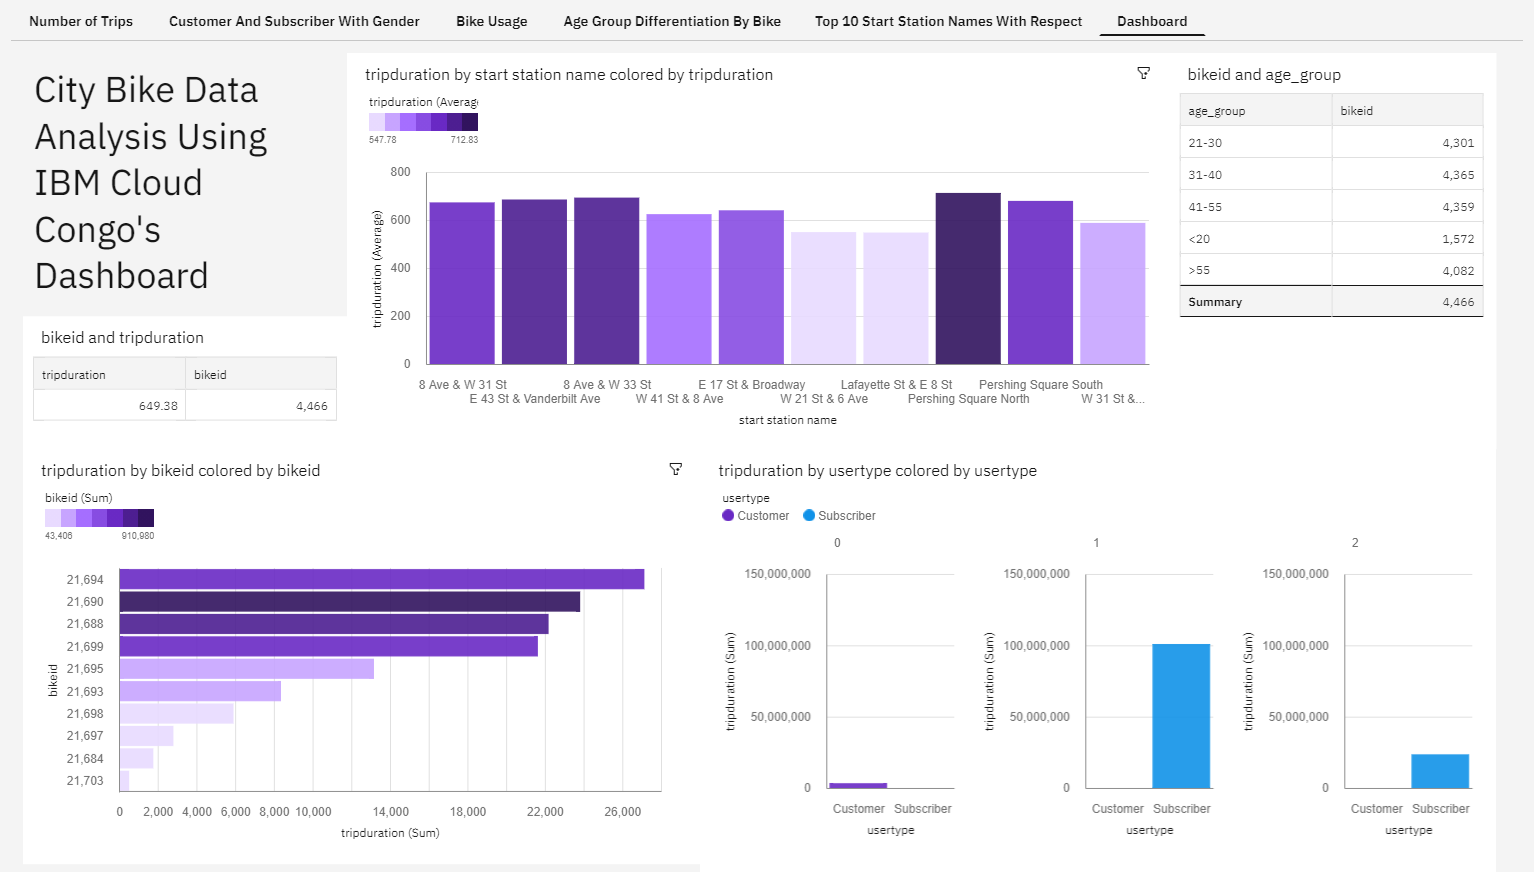 Number of Trips
Customer And Subscriber With Gender
Bike Usage
Age Group Differentiation By Bike
Top 10 Start Station Names With Respect
Dashboard
City Bike Data
Analysis Using
IBM Cloud
Congo's
Dashboard
bikeid and tripduration
tripduration bikeid
649.38 4,466
tripduration by start station name colored by tripduration
tripduration (Averag
547.78 712.83
tripduration (Average)
800
600
400
200
0
8 Ave & W 31 St
E 43 St & Vanderbilt Ave
8 Ave & W 33 St
W 41 St & 8 Ave
E 17 St & Broadway
W 21 St & 6 Ave
Lafayette St & E 8 St
Pershing Square North
Pershing Square South
W 31 St &...
start station name
bikeid and age_group
age_group bikeid
21-30 4,301
31-40 4,365
41-55 4,359
<20 1,572
>55 4,082
Summary 4,466
tripduration by bikeid colored by bikeid
bikeid (Sum)
43,406 910,980
bikeid
21,694
21,690
21,688
21,699
21,695
21,693
21,698
21,697
21,684
21,703
0 2,000 4,000 6,000 8,000 10,000 14,000 18,000 22,000 26,000
tripduration (Sum)
tripduration by usertype colored by usertype
usertype
Customer Subscriber
0
tripduration (Sum)
150,000,000
100,000,000
50,000,000
0
Customer Subscriber
usertype
1
tripduration (Sum)
150,000,000
100,000,000
50,000,000
0
Customer Subscriber
usertype
2
tripduration (Sum)
150,000,000
100,000,000
50,000,000
0
Customer Subscriber
usertype